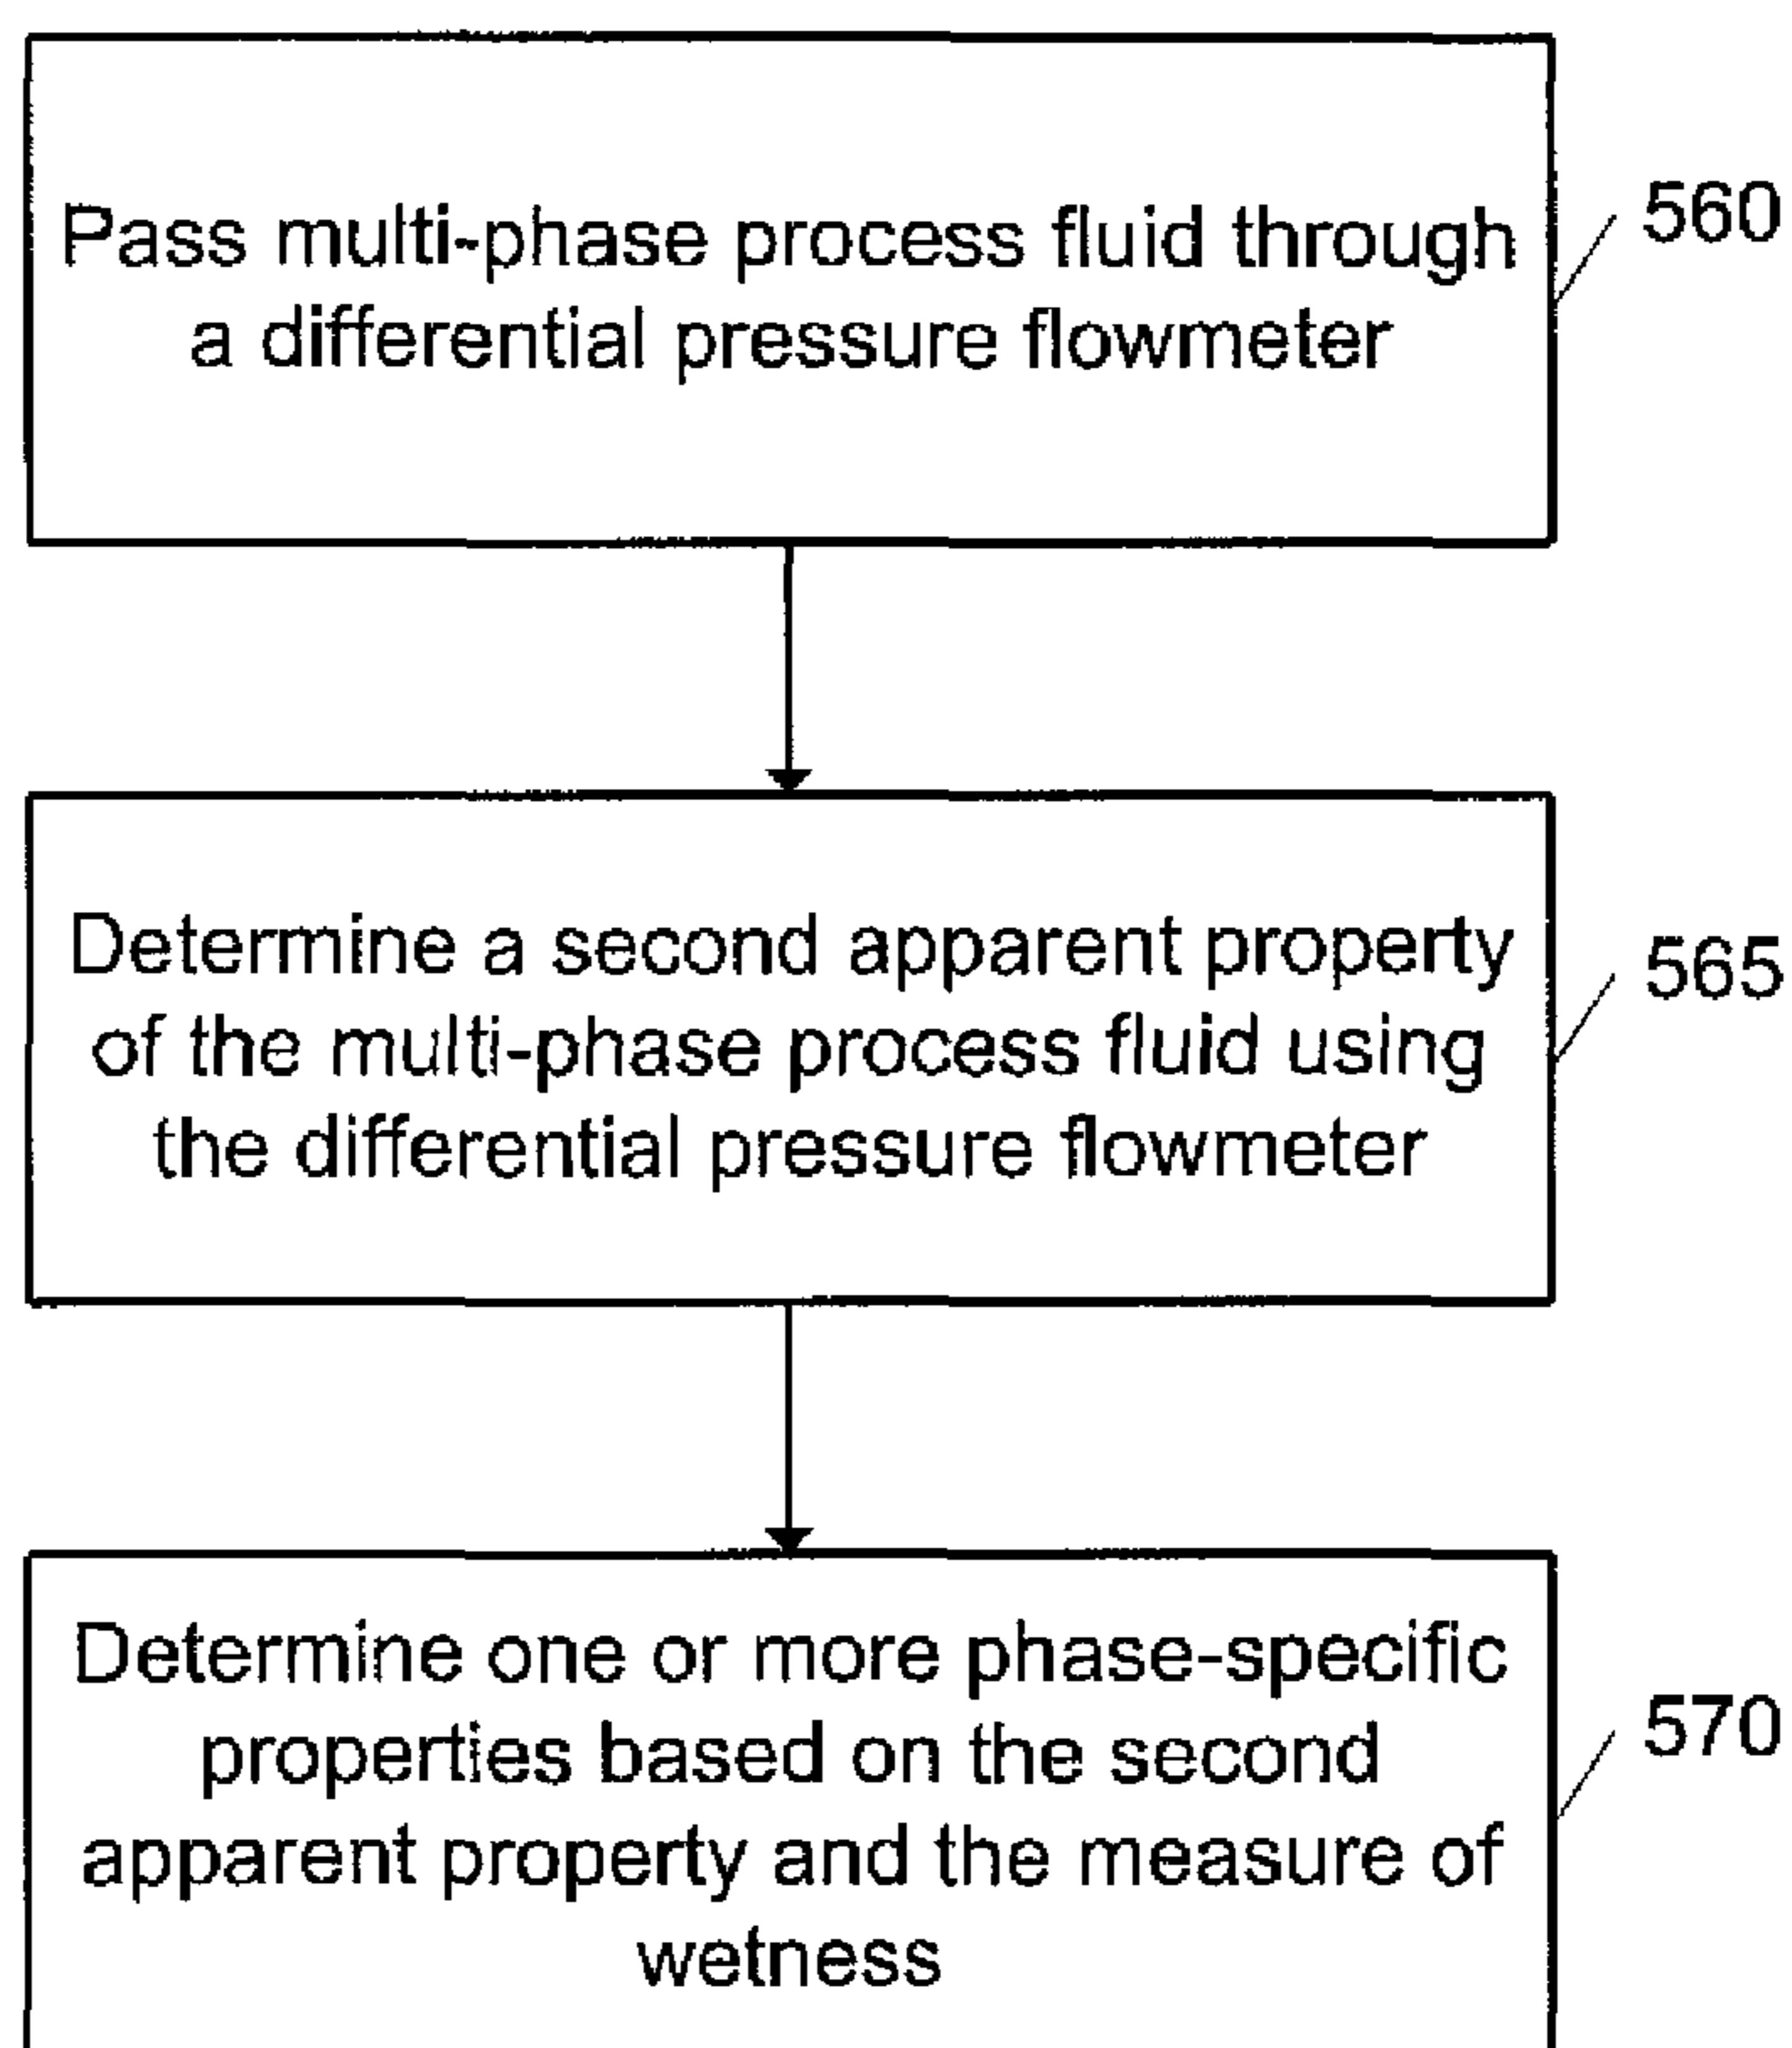 Pass multi-phase process fluid through
a differential pressure flowmeter
560
Determine a second apparent property
of the multi-phase process fluid using
the differential pressure flowmeter
565
Determine one or more phase-specific
properties based on the second
apparent property and the measure of
wetness
570